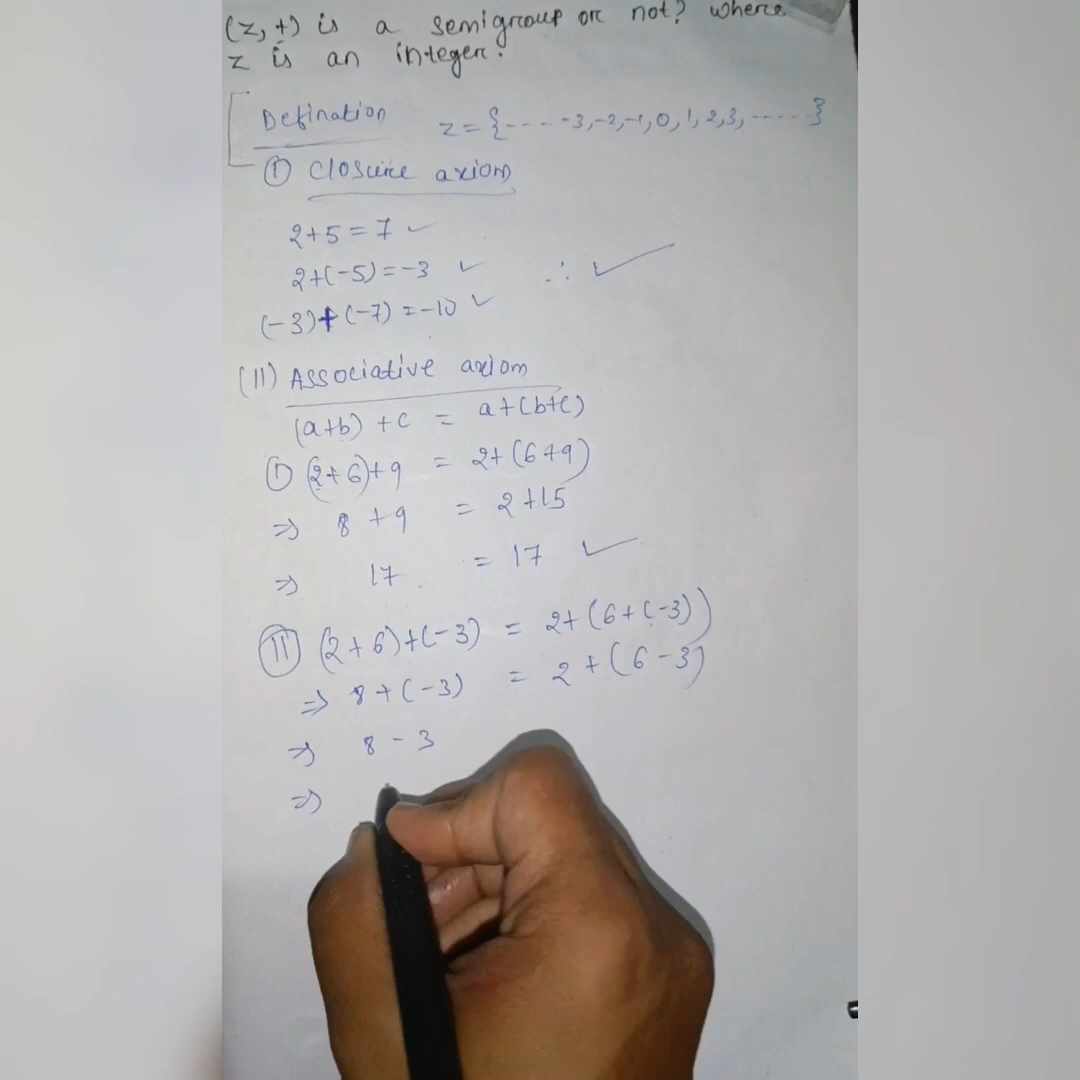 (Z, +) is a semigroup or not? where
Z is an integer.
Defination
Z = {----- -3, -2, -1, 0, 1, 2, 3, ------}
(I) Closure axiom
2+5 = 7 ✓
2+(-5) = -3 ✓
∴ ✓
(-3)+(-7) = -10 ✓
(II) Associative axiom
(a+b) + c = a+(b+c)
(I) (2+6)+9 = 2+(6+9)
⇒ 8 +9 = 2+15
⇒ 17 = 17 ✓
(II) (2+6)+(-3) = 2+(6+(-3))
⇒ 8+(-3) = 2+(6-3)
⇒ 8-3
⇒